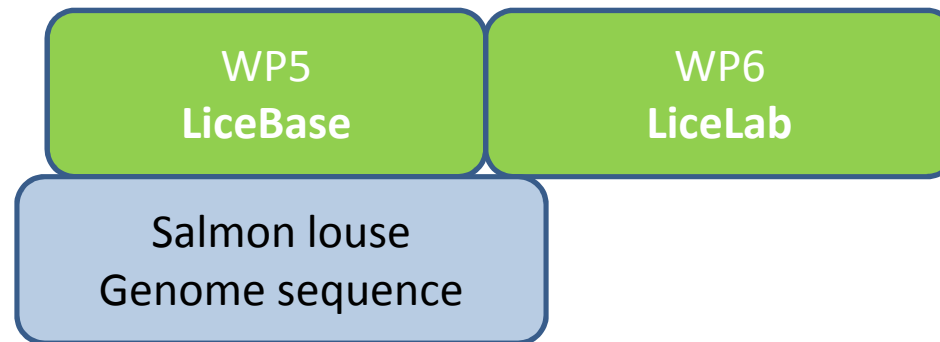 WP5
LiceBase
WP6
LiceLab
Salmon louse
Genome sequence